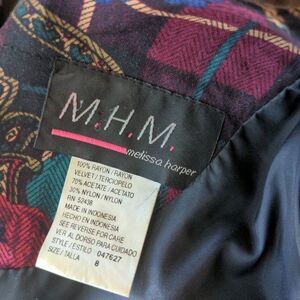 M.H.M.
melissa harper
100% RAYON/RAYON
VELVET/TERCIOPELO
70% ACETATE/ACETATO
30% NYLON/NYLON
RN 52438
MADE IN INDONESIA
HECHO EN INDONESIA
SEE REVERSE FOR CARE
VER AL DORSO PARA CUIDADO
STYLE/ESTILO 047627
SIZE/TALLA 8